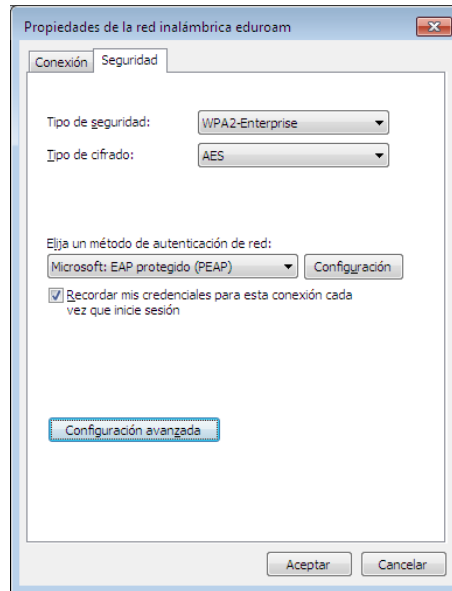 Propiedades de la red inalámbrica eduroam
Conexión Seguridad
Tipo de seguridad: WPA2-Enterprise
Tipo de cifrado: AES
Elija un método de autenticación de red:
Microsoft: EAP protegido (PEAP) Configuración
Recordar mis credenciales para esta conexión cada
vez que inicie sesión
Configuración avanzada
Aceptar Cancelar